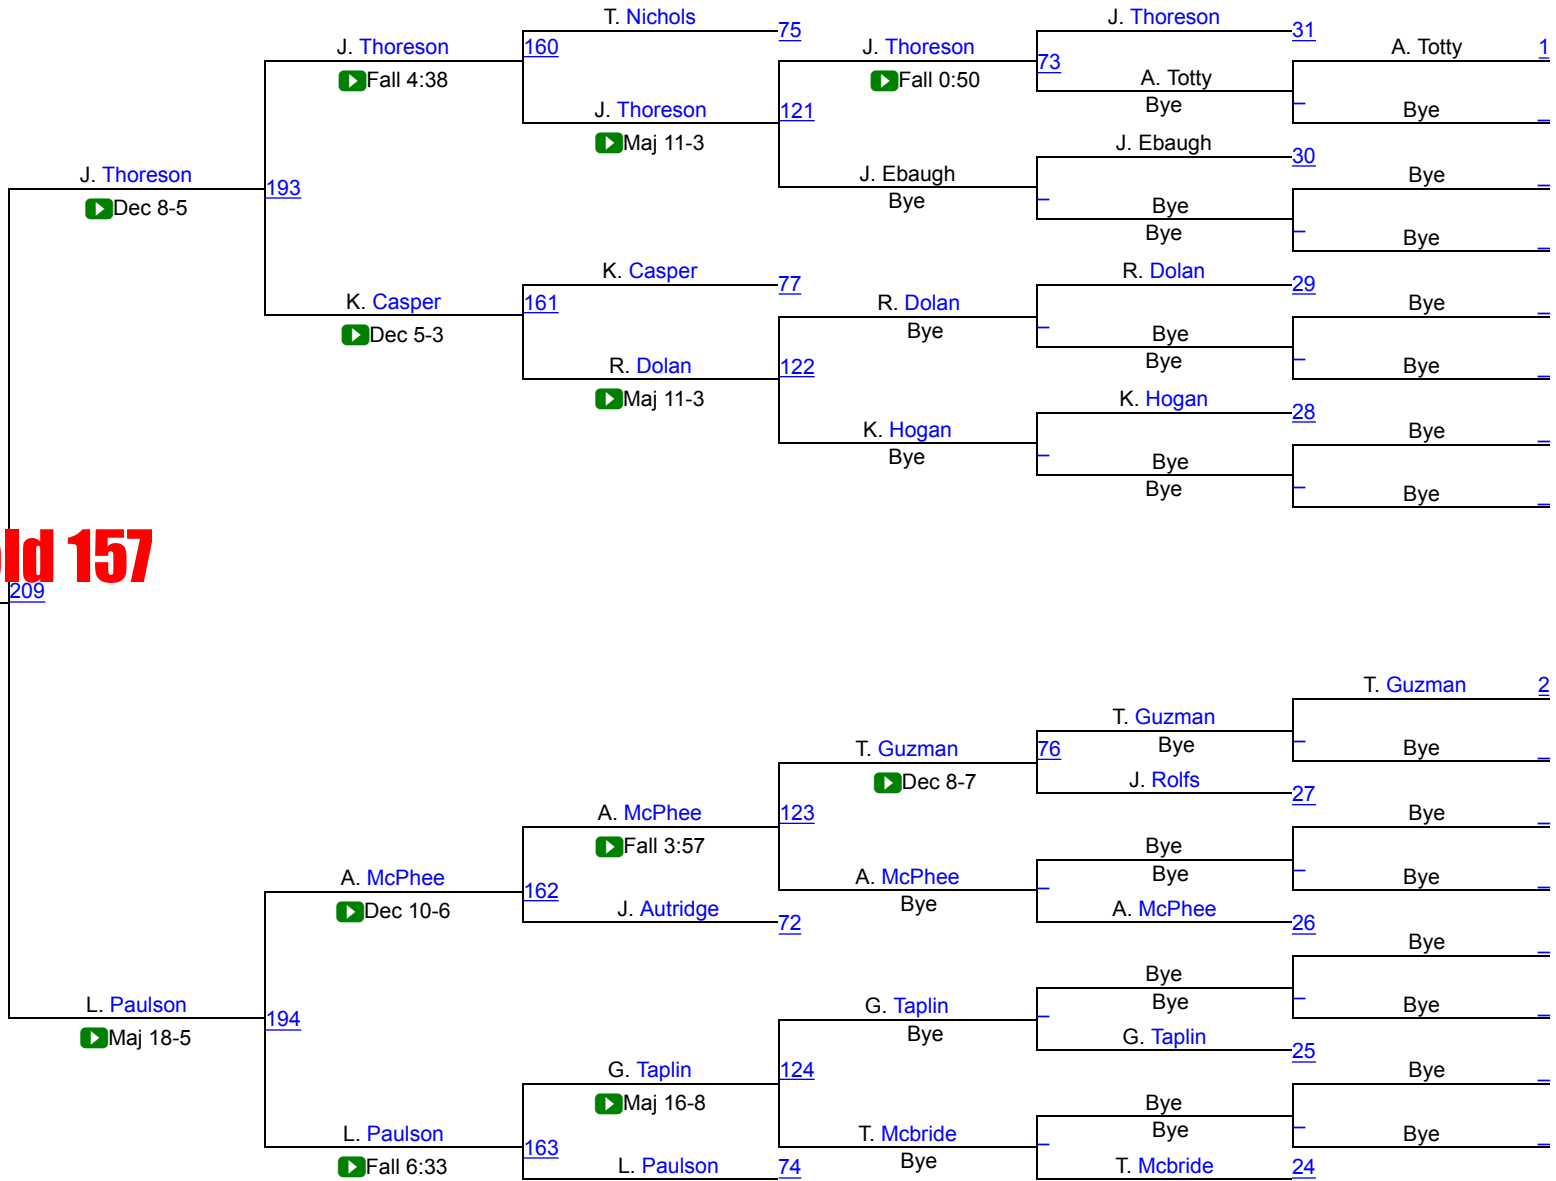 T. Nichols 75
J. Thoreson 31
J. Thoreson
160
J. Thoreson
A. Totty 1
Fall 4:38
Fall 0:50
73
A. Totty
Bye
J. Thoreson
121
Bye
Maj 11-3
J. Ebaugh 30
J. Thoreson
193
J. Ebaugh
Bye
Dec 8-5
Bye
Bye
Bye
Bye
K. Casper 77
R. Dolan 29
K. Casper
161
R. Dolan
Bye
Dec 5-3
Bye
Bye
Bye
R. Dolan
122
Bye
Maj 11-3
K. Hogan 28
K. Hogan
Bye
Bye
Bye
Bye
Bye
ld 157
209
T. Guzman 2
T. Guzman
Bye
T. Guzman
76
Bye
Dec 8-7
J. Rolfs 27
A. McPhee
123
Bye
Fall 3:57
Bye
Bye
A. McPhee
162
A. McPhee
Bye
Dec 10-6
J. Autridge 72
Bye
A. McPhee 26
Bye
Bye
Bye
L. Paulson
194
G. Taplin
Bye
Maj 18-5
Bye
G. Taplin 25
G. Taplin
124
Bye
Maj 16-8
Bye
Bye
L. Paulson
163
T. Mcbride
Bye
Fall 6:33
L. Paulson 74
Bye
T. Mcbride 24